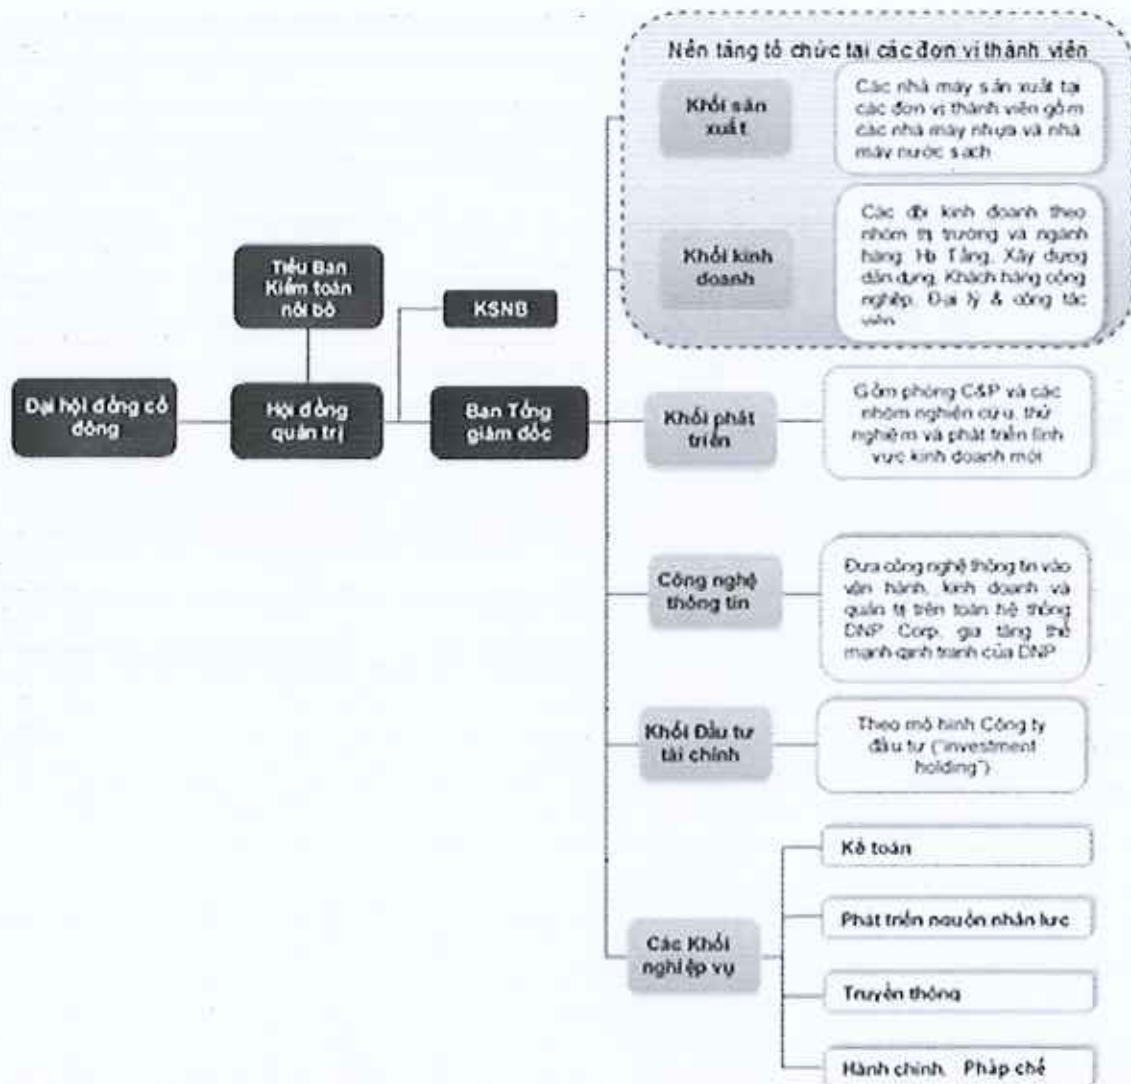 Nền tảng tổ chức tại các đơn vị thành viên
Khối sản
xuất
Các nhà máy sản xuất tại
các đơn vị thành viên gồm
các nhà máy nhựa và nhà
máy nước sạch
Khối kinh
doanh
Các đội kinh doanh theo
nhóm thị trường và ngành
hàng: Hạ Tầng, Xây dựng
dân dụng, Khách hàng công
nghiệp, Đại lý & cộng tác
viên
Tiểu Ban
Kiểm toán
nội bộ
KSNB
Đại hội đồng cổ
đông
Hội đồng
quản trị
Ban Tổng
giám đốc
Khối phát
triển
Gồm phòng C&P và các
nhóm nghiên cứu, thử
nghiệm và phát triển lĩnh
vực kinh doanh mới
Công nghệ
thông tin
Đưa công nghệ thông tin vào
vận hành, kinh doanh và
quản trị trên toàn hệ thống
DNP Corp, gia tăng thế
mạnh cạnh tranh của DNP
Khối Đầu tư
tài chính
Theo mô hình Công ty
đầu tư ("investment
holding")
Các Khối
nghiệp vụ
Kế toán
Phát triển nguồn nhân lực
Truyền thông
Hành chính, Pháp chế